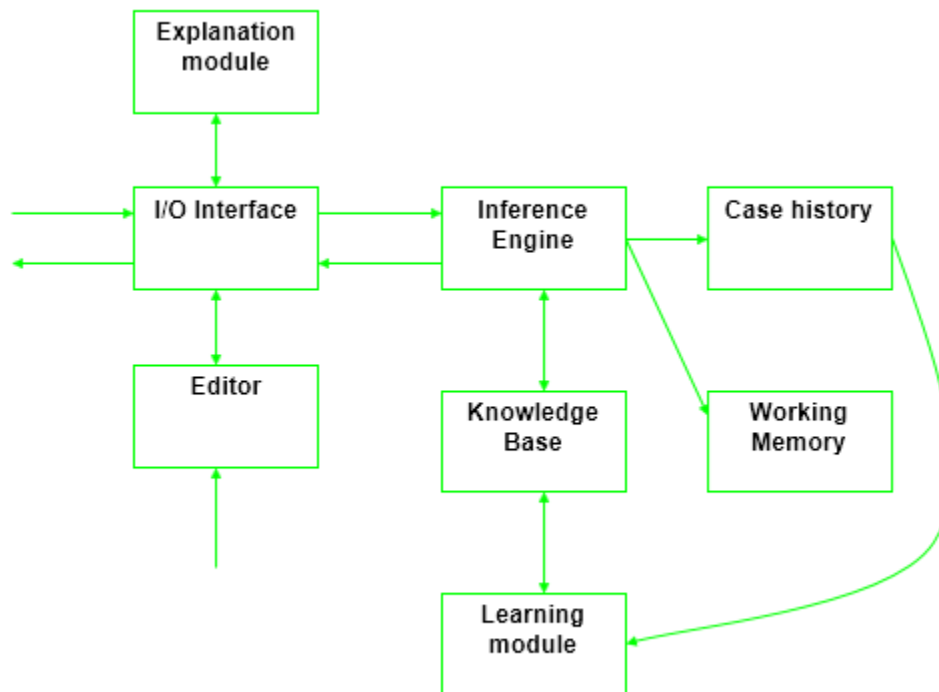 Explanation
module
I/O Interface
Inference
Engine
Case history
Editor
Knowledge
Base
Working
Memory
Learning
module